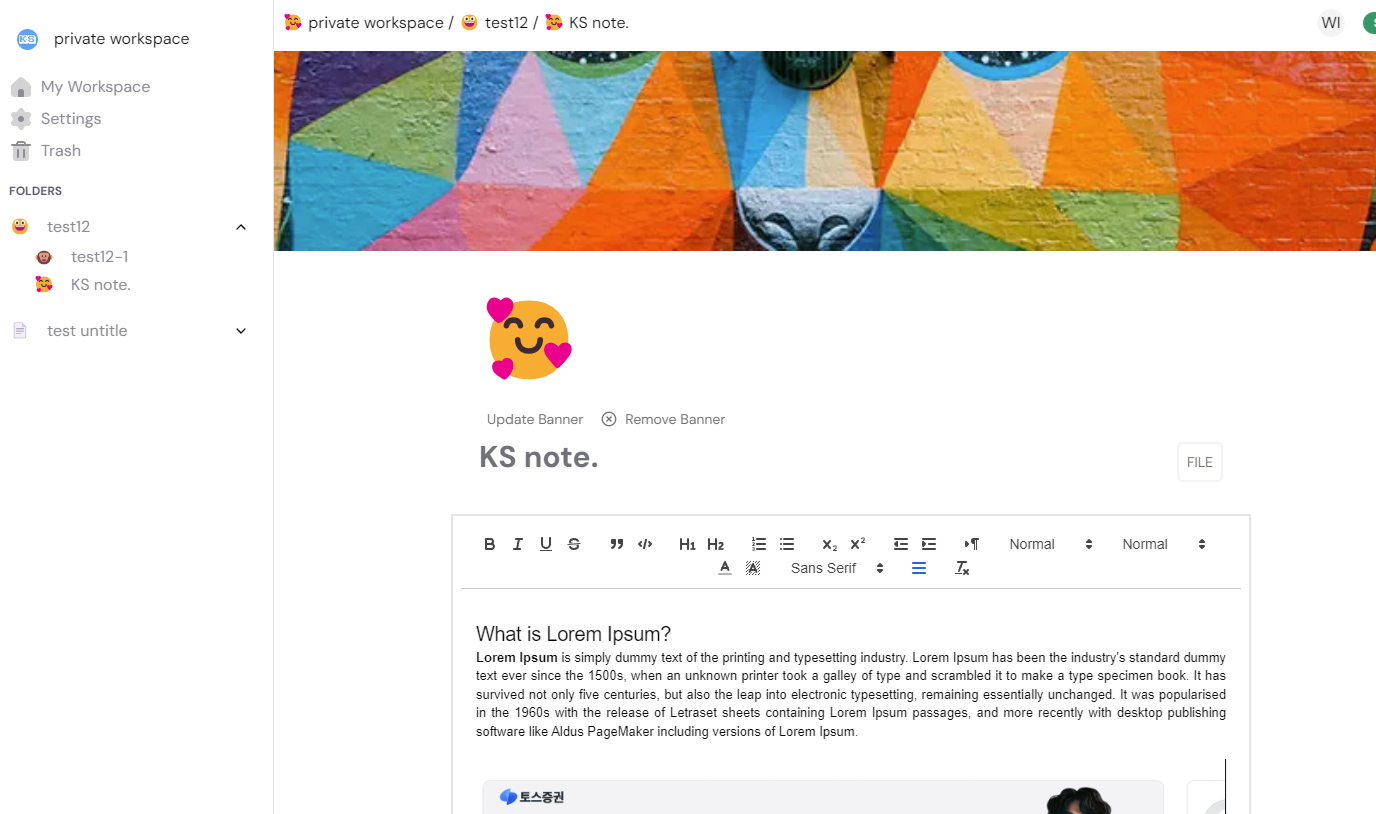 private workspace / test12 / KS note.
WI
KS private workspace
My Workspace
Settings
Trash
FOLDERS
test12
test12-1
KS note.
test untitle
Update Banner Remove Banner
KS note.
FILE
B I U S H1 H2 X2 X2 Normal Normal
A A Sans Serif Tx
What is Lorem Ipsum?
Lorem Ipsum is simply dummy text of the printing and typesetting industry. Lorem Ipsum has been the industry's standard dummy
text ever since the 1500s, when an unknown printer took a galley of type and scrambled it to make a type specimen book. It has
survived not only five centuries, but also the leap into electronic typesetting, remaining essentially unchanged. It was popularised
in the 1960s with the release of Letraset sheets containing Lorem Ipsum passages, and more recently with desktop publishing
software like Aldus PageMaker including versions of Lorem Ipsum.
토스증권